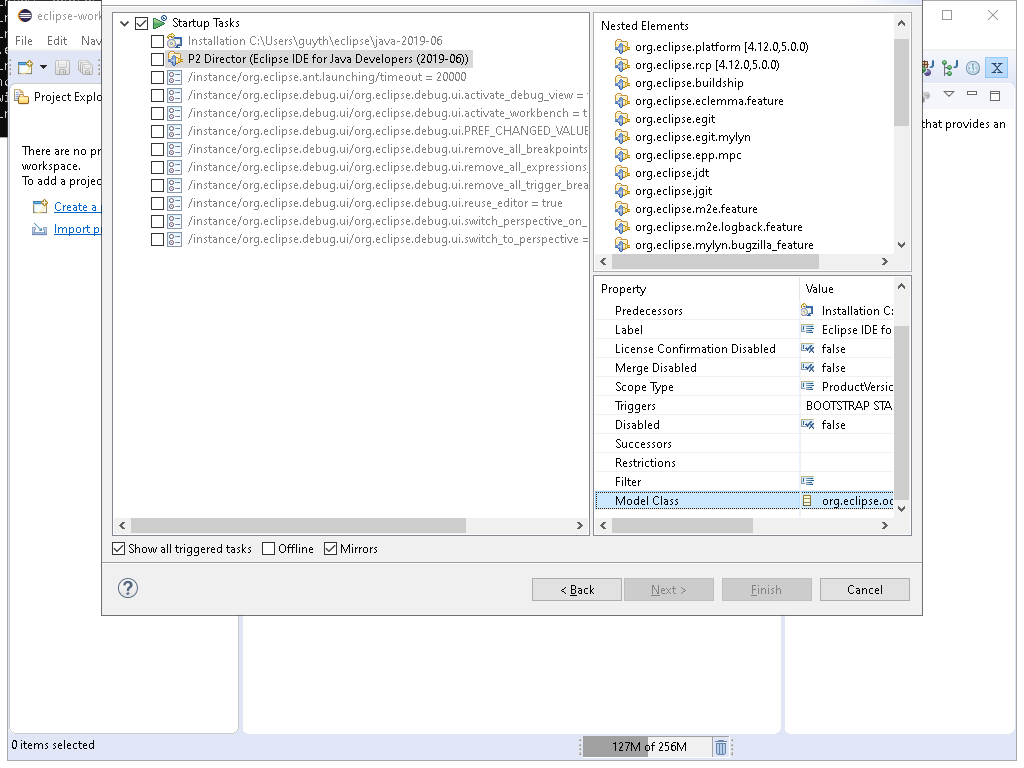 eclipse-work
File Edit Nav
Project Explo
There are no pr
workspace.
To add a projec
Create a
Import pr
Startup Tasks
Installation C:\Users\guyth\eclipse\java-2019-06
P2 Director (Eclipse IDE for Java Developers (2019-06))
/instance/org.eclipse.ant.launching/timeout = 20000
/instance/org.eclipse.debug.ui/org.eclipse.debug.ui.activate_debug_view =
/instance/org.eclipse.debug.ui/org.eclipse.debug.ui.activate_workbench = t
/instance/org.eclipse.debug.ui/org.eclipse.debug.ui.PREF_CHANGED_VALUE
/instance/org.eclipse.debug.ui/org.eclipse.debug.ui.remove_all_breakpoints
/instance/org.eclipse.debug.ui/org.eclipse.debug.ui.remove_all_expressions
/instance/org.eclipse.debug.ui/org.eclipse.debug.ui.remove_all_trigger_brea
/instance/org.eclipse.debug.ui/org.eclipse.debug.ui.reuse_editor = true
/instance/org.eclipse.debug.ui/org.eclipse.debug.ui.switch_perspective_on_
/instance/org.eclipse.debug.ui/org.eclipse.debug.ui.switch_to_perspective =
Nested Elements
org.eclipse.platform [4.12.0,5.0.0)
org.eclipse.rcp [4.12.0,5.0.0)
org.eclipse.buildship
org.eclipse.eclemma.feature
org.eclipse.egit
org.eclipse.egit.mylyn
org.eclipse.epp.mpc
org.eclipse.jdt
org.eclipse.jgit
org.eclipse.m2e.feature
org.eclipse.m2e.logback.feature
org.eclipse.mylyn.bugzilla_feature
that provides an
Property Value
Predecessors Installation C:
Label Eclipse IDE fo
License Confirmation Disabled false
Merge Disabled false
Scope Type ProductVersic
Triggers BOOTSTRAP STA
Disabled false
Successors
Restrictions
Filter
Model Class org.eclipse.oc
Show all triggered tasks Offline Mirrors
? < Back Next > Finish Cancel
0 items selected
127M of 256M